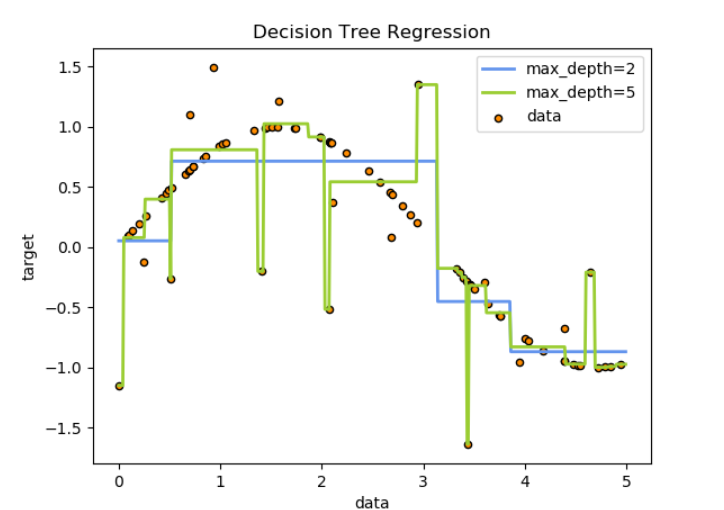 Decision Tree Regression
max_depth=2
max_depth=5
data
1.5
1.0
0.5
0.0
−0.5
−1.0
−1.5
target
0 1 2 3 4 5
data